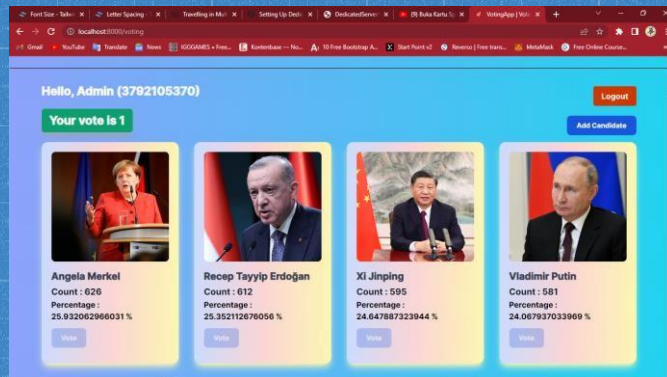 Font Size - Tailw
Letter Spacing -
Travelling in Mult
Setting Up Dedi
DedicatedServer
(9) Buka Kartu S
VotingApp | Vot
localhost:8000/voting
Gmail
YouTube
Translate
News
IGGGAMES • Free...
Kontenbase — No...
10 Free Bootstrap A...
Start Point v2
Reverso | Free trans...
MetaMask
Free Online Course...
Hello, Admin (3792105370)
Logout
Your vote is 1
Add Candidate
Angela Merkel
Count : 626
Percentage :
25.932062966031 %
Vote
Recep Tayyip Erdoğan
Count : 612
Percentage :
25.352112676056 %
Vote
Xi Jinping
Count : 595
Percentage :
24.647887323944 %
Vote
Vladimir Putin
Count : 581
Percentage :
24.067937033969 %
Vote